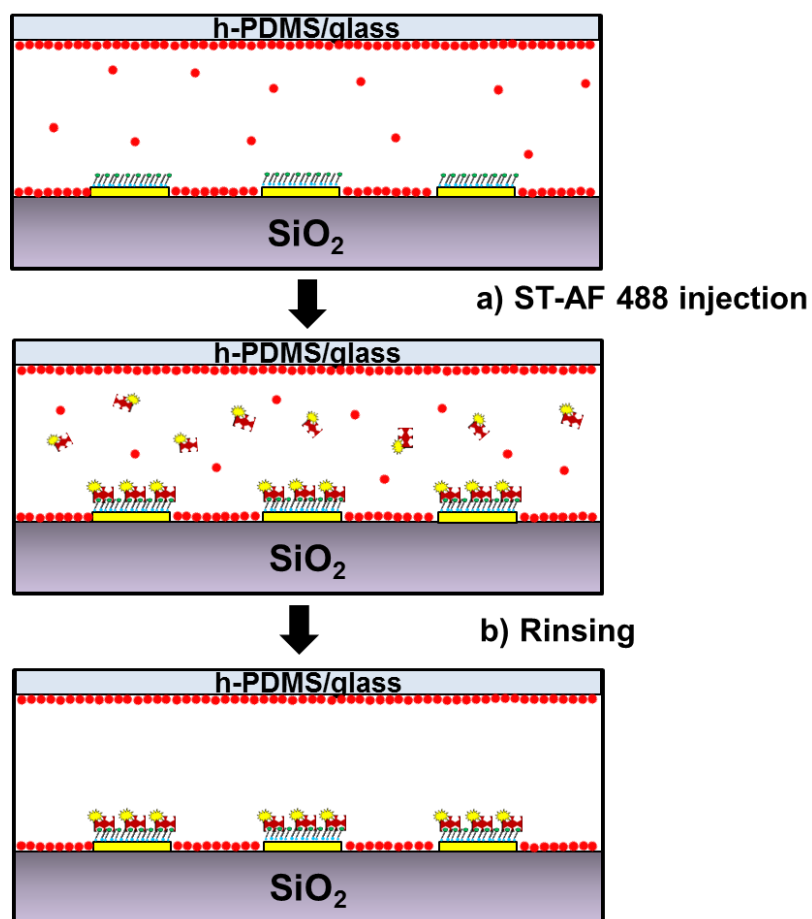 h-PDMS/glass
SiO₂
a) ST-AF 488 injection
h-PDMS/glass
SiO₂
b) Rinsing
h-PDMS/glass
SiO₂